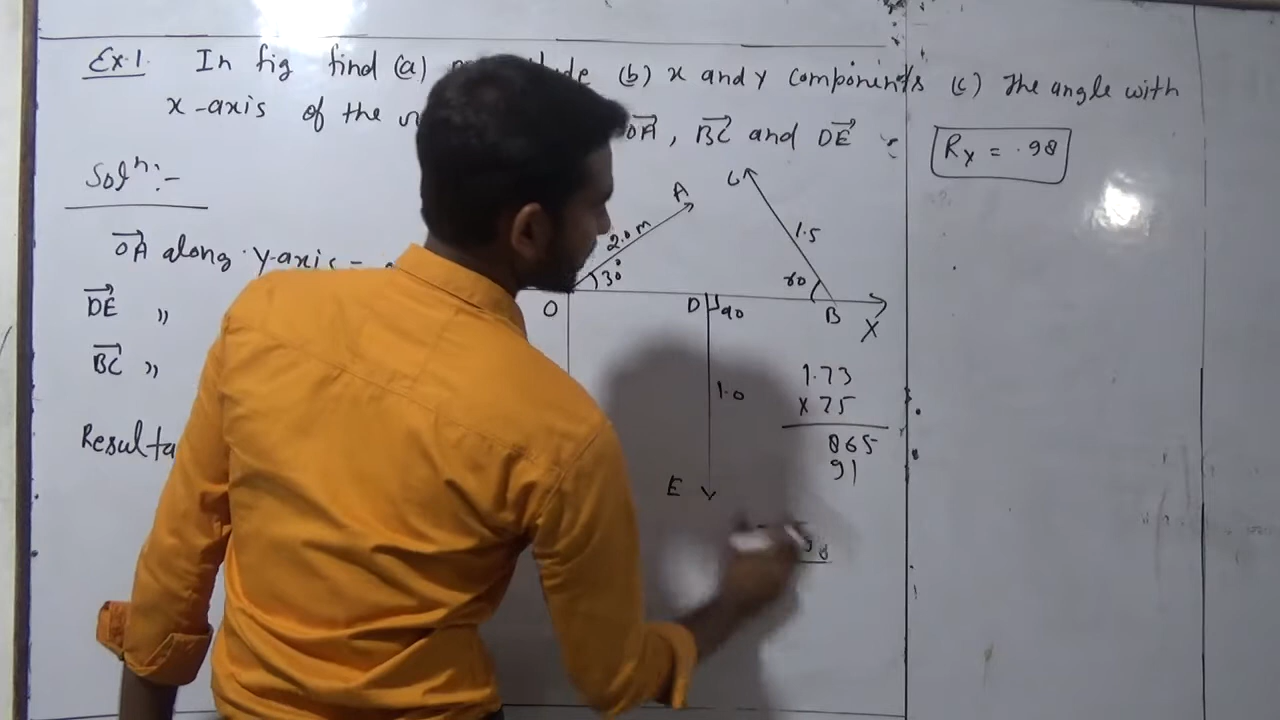 Ex.1. In fig find (a) (b) x and y components (c) The angle with
x-axis of the OA, BC and DE :
Rx = .98
Soln:-
OA along y-axis =
DE "
BC "
Resulta
A
2.0 m
30°
O
C
1.5
60
B
X
D
90
1.0
E
1.73
x 75
865
91